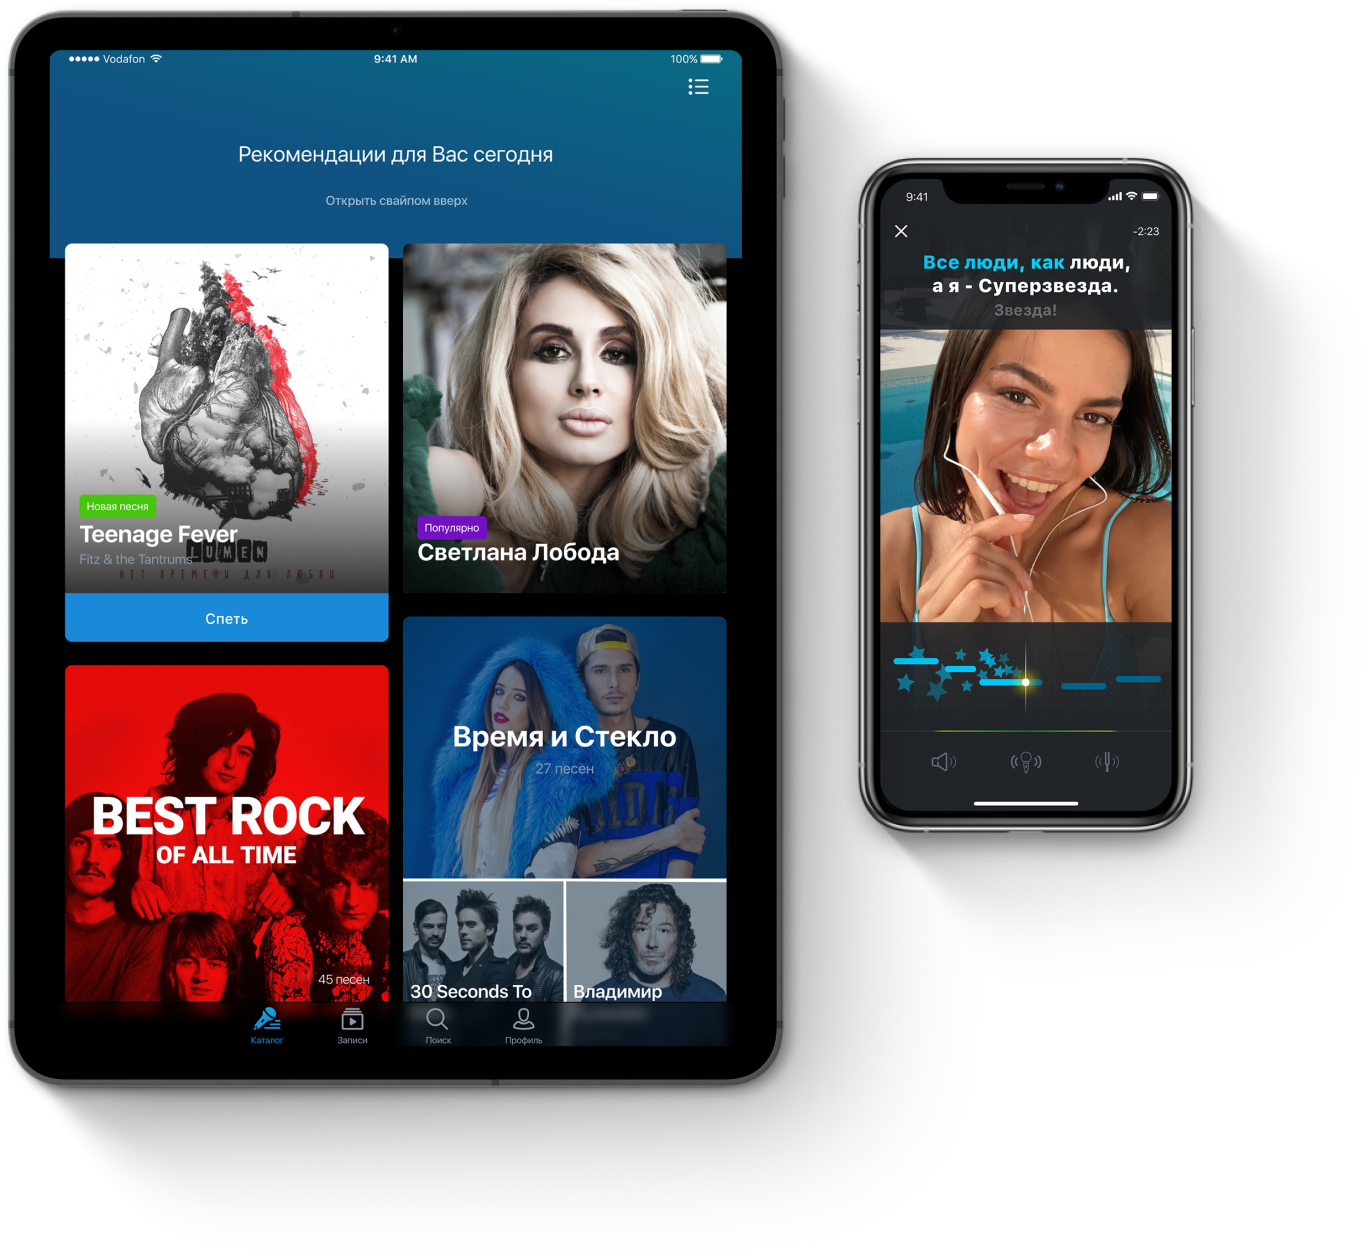 Vodafon
9:41 AM
100%
Рекомендации для Вас сегодня
Открыть свайпом вверх
Новая песня
Teenage Fever
Fitz & the Tantrums
LUMEN
НЕТ ВРЕМЕНИ ДЛЯ ЛЮБВИ
Спеть
Популярно
Светлана Лобода
BEST ROCK
OF ALL TIME
45 песен
Время и Стекло
27 песен
30 Seconds To
Владимир
Каталог
Записи
Поиск
Профиль
9:41
-2:23
Все люди, как люди,
а я - Суперзвезда.
Звезда!